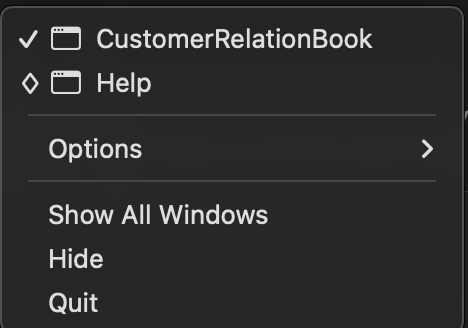 CustomerRelationBook
Help
Options
Show All Windows
Hide
Quit